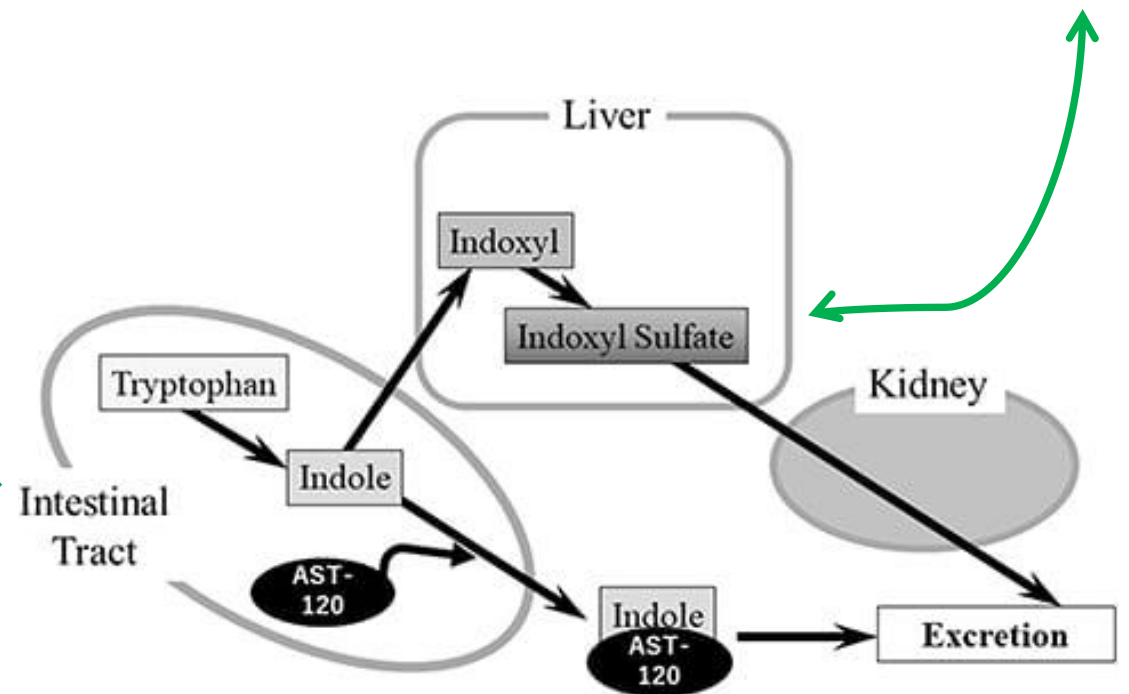 Liver
Indoxyl
Indoxyl Sulfate
Kidney
Tryptophan
Indole
Intestinal
Tract
AST-
120
Indole
AST-
120
Excretion